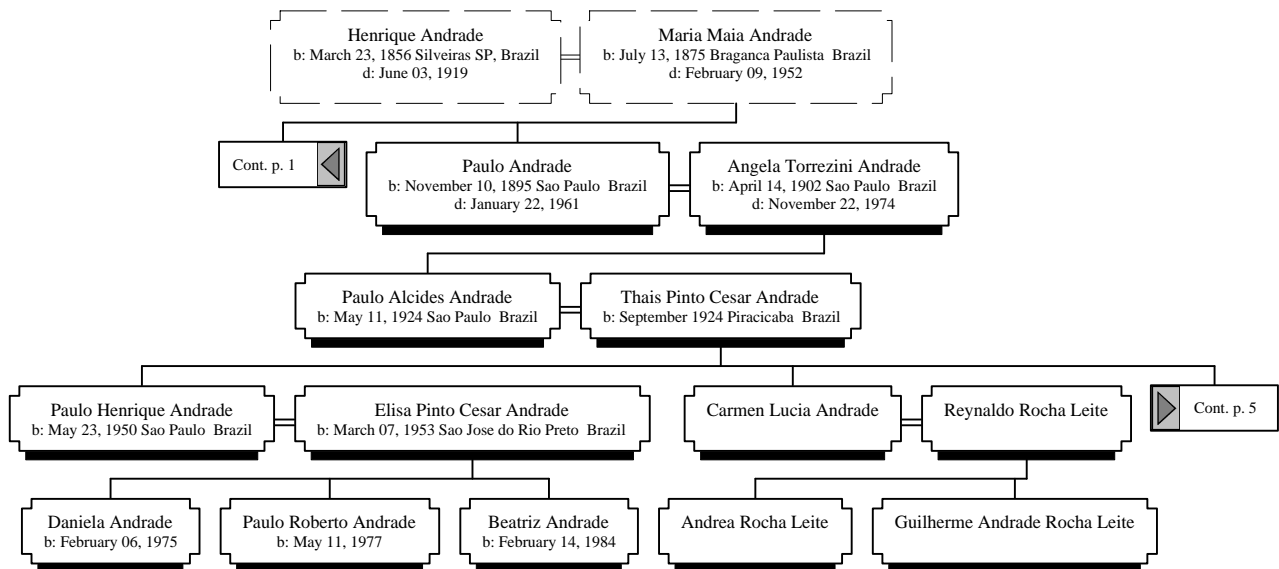 Henrique Andrade
b: March 23, 1856 Silveiras SP, Brazil
d: June 03, 1919
Maria Maia Andrade
b: July 13, 1875 Braganca Paulista Brazil
d: February 09, 1952
Cont. p. 1
Paulo Andrade
b: November 10, 1895 Sao Paulo Brazil
d: January 22, 1961
Angela Torrezini Andrade
b: April 14, 1902 Sao Paulo Brazil
d: November 22, 1974
Paulo Alcides Andrade
b: May 11, 1924 Sao Paulo Brazil
Thais Pinto Cesar Andrade
b: September 1924 Piracicaba Brazil
Paulo Henrique Andrade
b: May 23, 1950 Sao Paulo Brazil
Elisa Pinto Cesar Andrade
b: March 07, 1953 Sao Jose do Rio Preto Brazil
Carmen Lucia Andrade
Reynaldo Rocha Leite
Cont. p. 5
Daniela Andrade
b: February 06, 1975
Paulo Roberto Andrade
b: May 11, 1977
Beatriz Andrade
b: February 14, 1984
Andrea Rocha Leite
Guilherme Andrade Rocha Leite